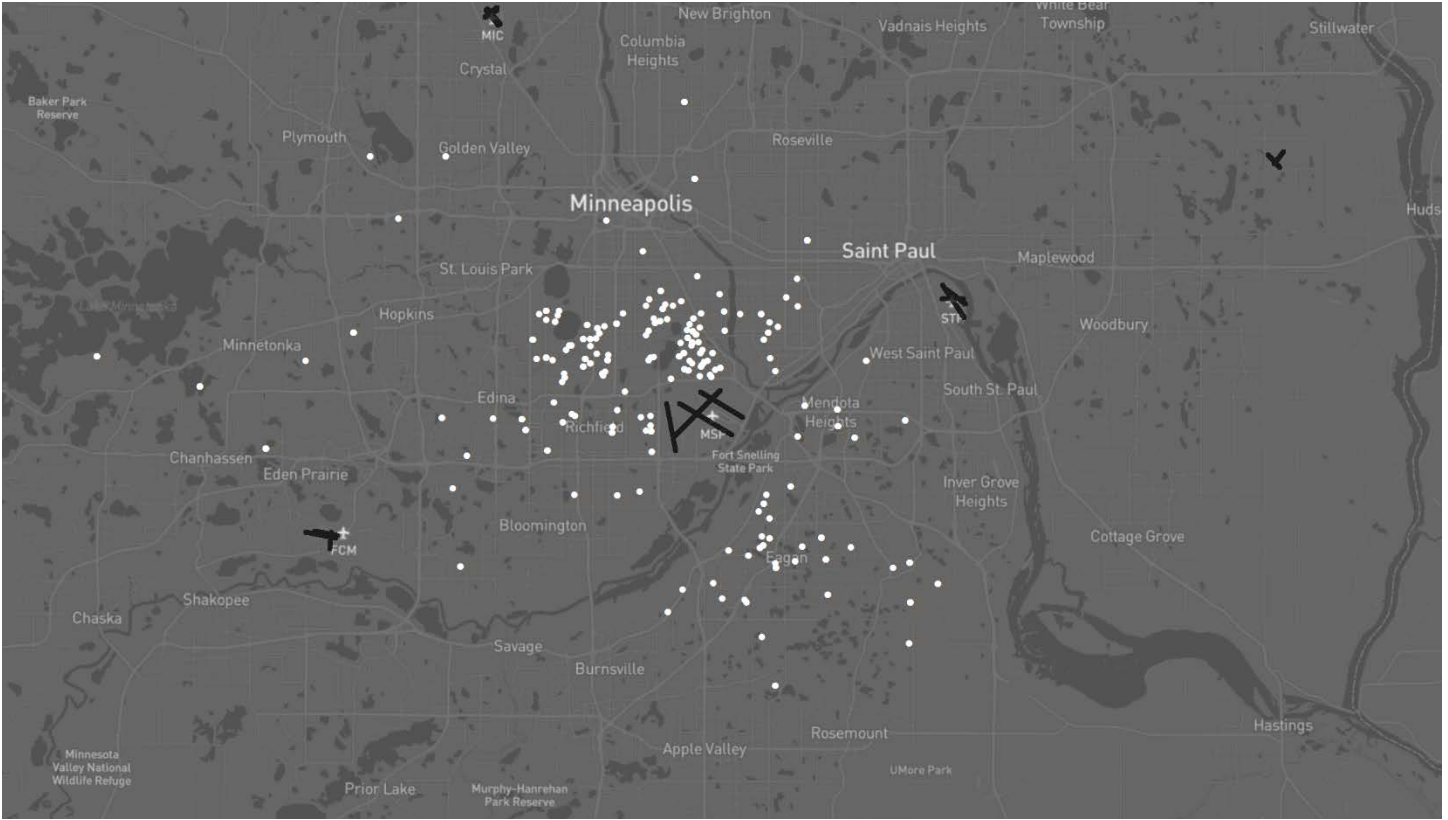 New Brighton
White Bear
Township
Vadnais Heights
Stillwater
MIC
Columbia
Heights
Crystal
Baker Park
Reserve
Plymouth
Golden Valley
Roseville
Minneapolis
Huds
Saint Paul
Maplewood
St. Louis Park
Hopkins
STP
Woodbury
Minnetonka
West Saint Paul
South St. Paul
Edina
Mendota
Heights
Richfield
MSP
Chanhassen
Fort Snelling
State Park
Eden Prairie
Inver Grove
Heights
Bloomington
Cottage Grove
FCM
Eagan
Shakopee
Chaska
Savage
Burnsville
Hastings
Rosemount
Apple Valley
Minnesota
Valley National
Wildlife Refuge
UMore Park
Prior Lake
Murphy-Hanrehan
Park Reserve